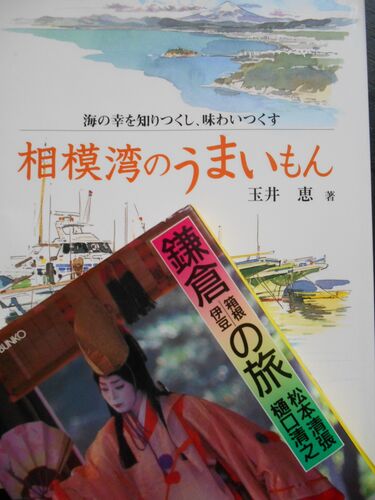 海の幸を知りつくし、味わいつくす
相模湾のうまいもん
玉井 恵 著
BUNKO
鎌倉の旅
箱根
伊豆
松本清張
樋口清之